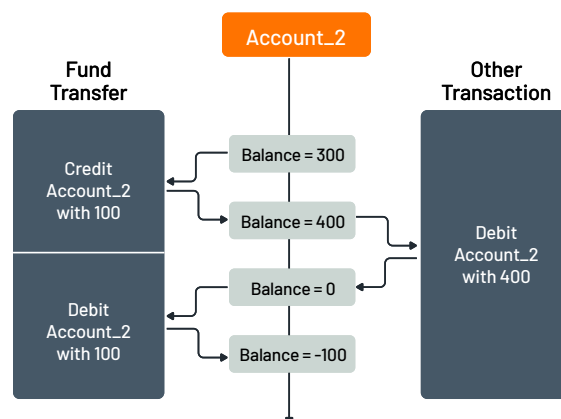 Account_2
Fund
Transfer
Other
Transaction
Balance = 300
Credit
Account_2
with 100
Balance = 400
Debit
Account_2
with 400
Balance = 0
Debit
Account_2
with 100
Balance = -100